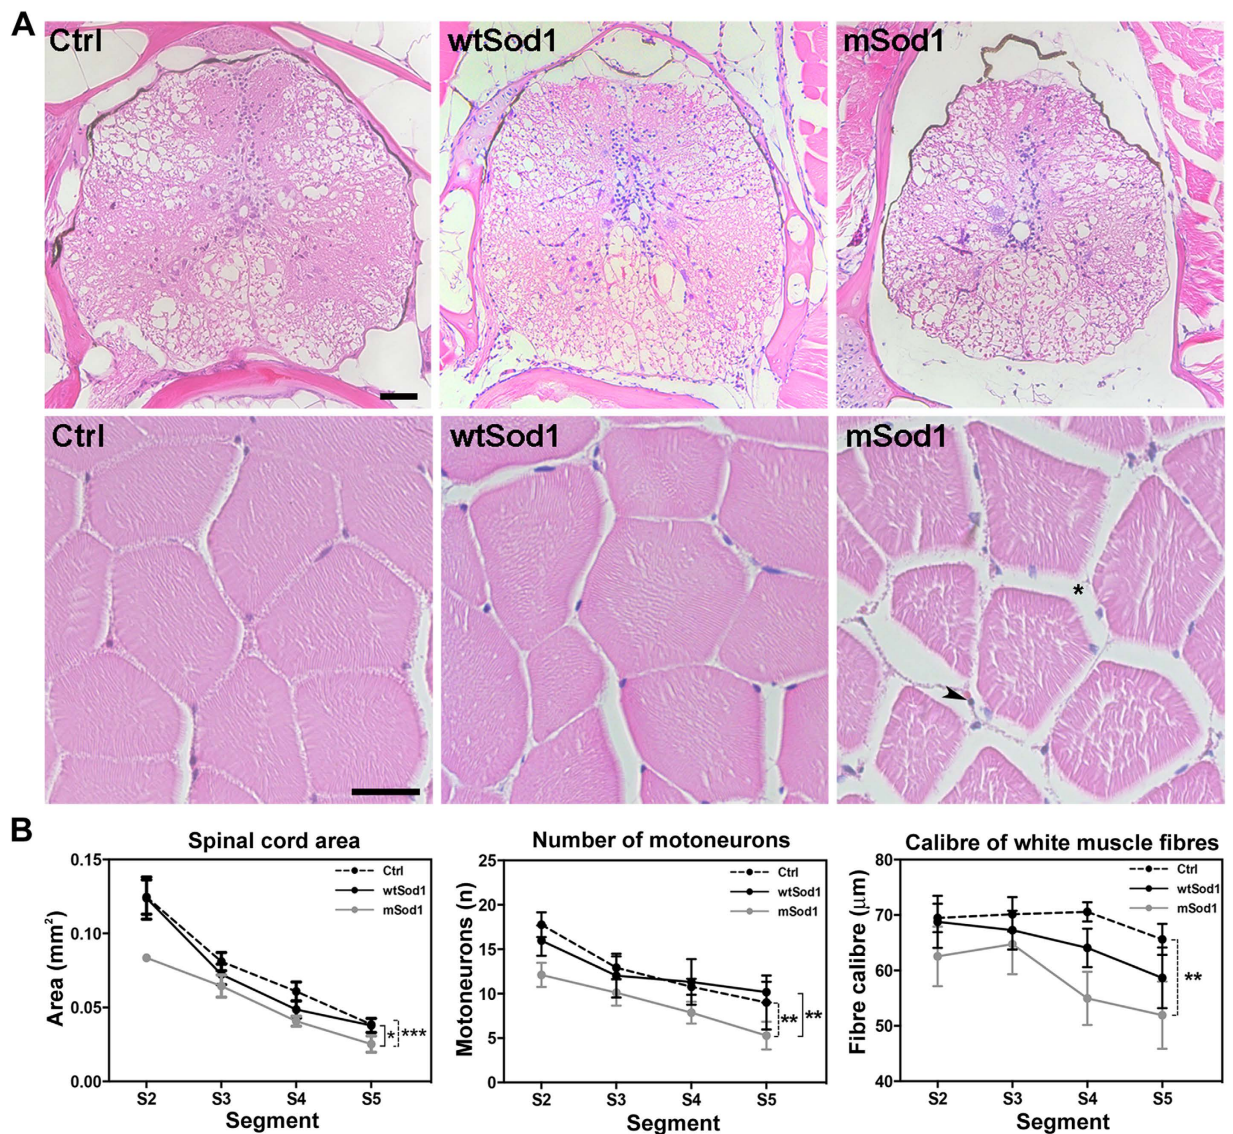 A
Ctrl
wtSod1
mSod1
Ctrl
wtSod1
mSod1
*
B
Spinal cord area
Area (mm²)
0.15
0.10
0.05
0.00
Ctrl
wtSod1
mSod1
* ***
S2 S3 S4 S5
Segment
Number of motoneurons
Motoneurons (n)
25
20
15
10
5
0
Ctrl
wtSod1
mSod1
** **
S2 S3 S4 S5
Segment
Calibre of white muscle fibres
Fibre calibre (μm)
80
70
60
50
40
Ctrl
wtSod1
mSod1
**
S2 S3 S4 S5
Segment